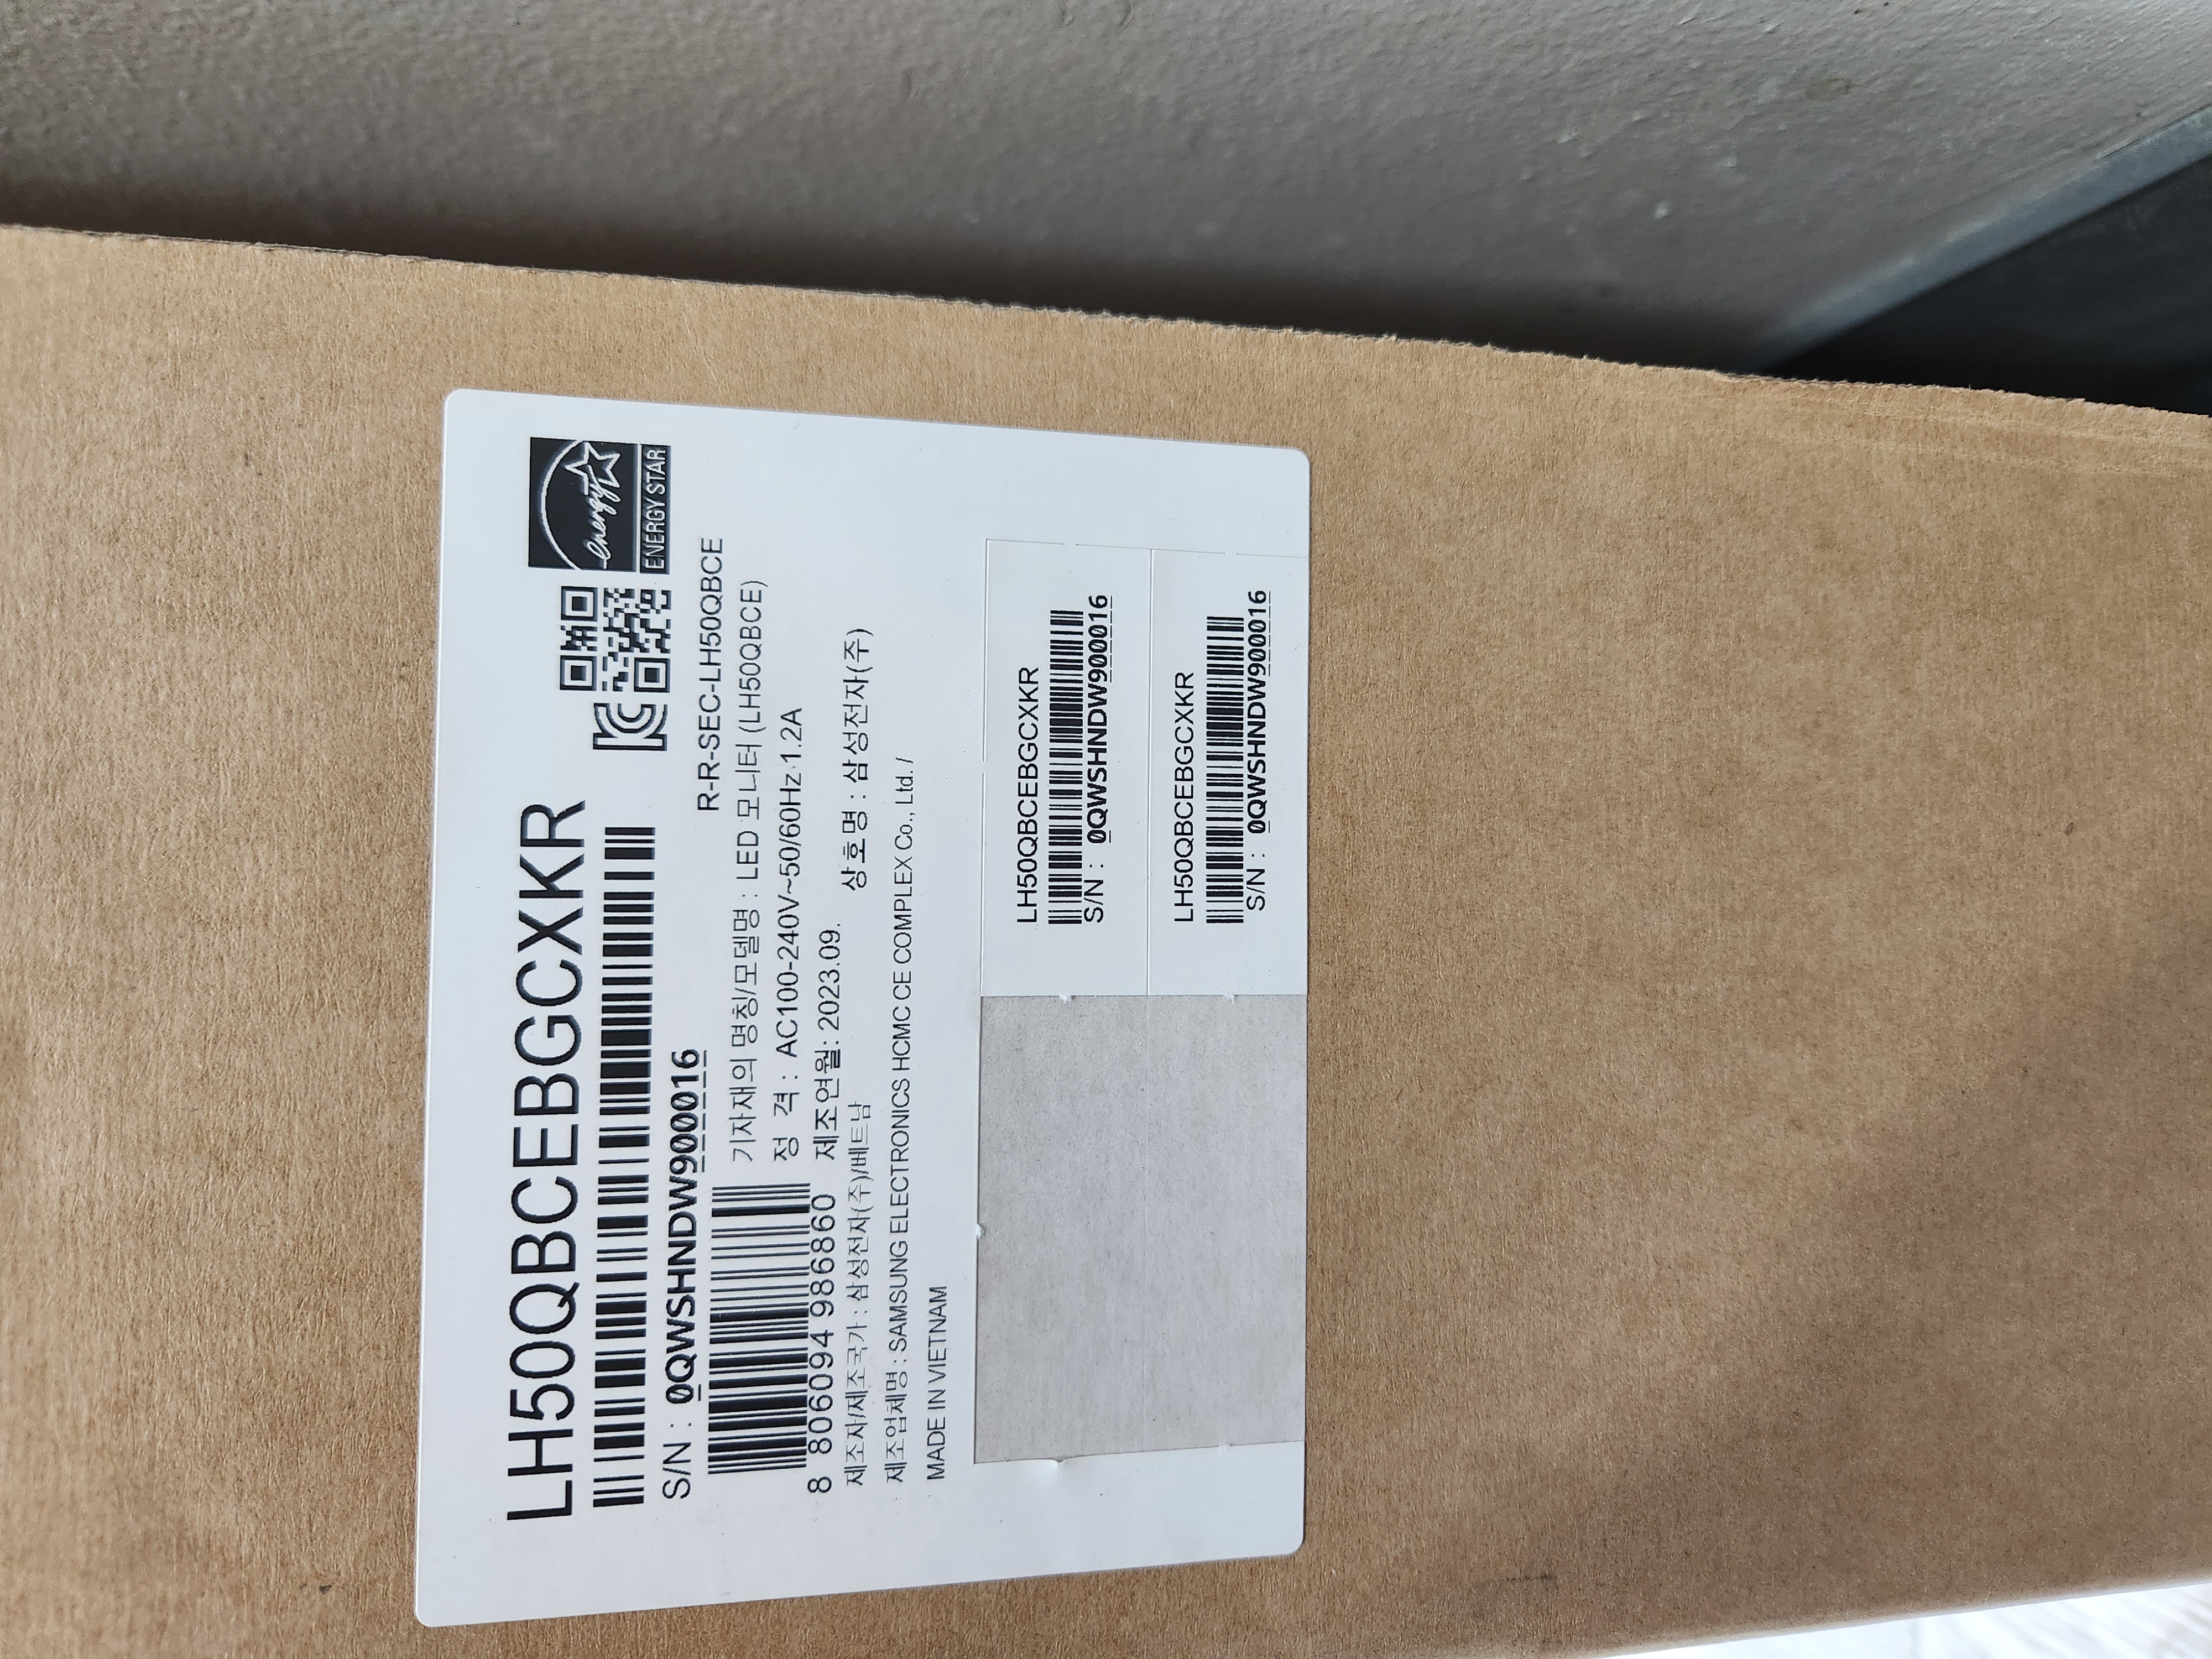 LH50QBCEBGCXKR
energy
ENERGY STAR
S/N : 0QWSHNDW900016
R-R-SEC-LH50QBCE
기자재의 명칭/모델명 : LED 모니터 (LH50QBCE)
정 격 : AC100-240V~50/60Hz 1.2A
8 806094 986860
제조연월: 2023.09.
상호명 : 삼성전자(주)
제조자/제조국가 : 삼성전자(주)/베트남
제조업체명 : SAMSUNG ELECTRONICS HCMC CE COMPLEX Co., Ltd. /
MADE IN VIETNAM
LH50QBCEBGCXKR
S/N : 0QWSHNDW900016
LH50QBCEBGCXKR
S/N : 0QWSHNDW900016